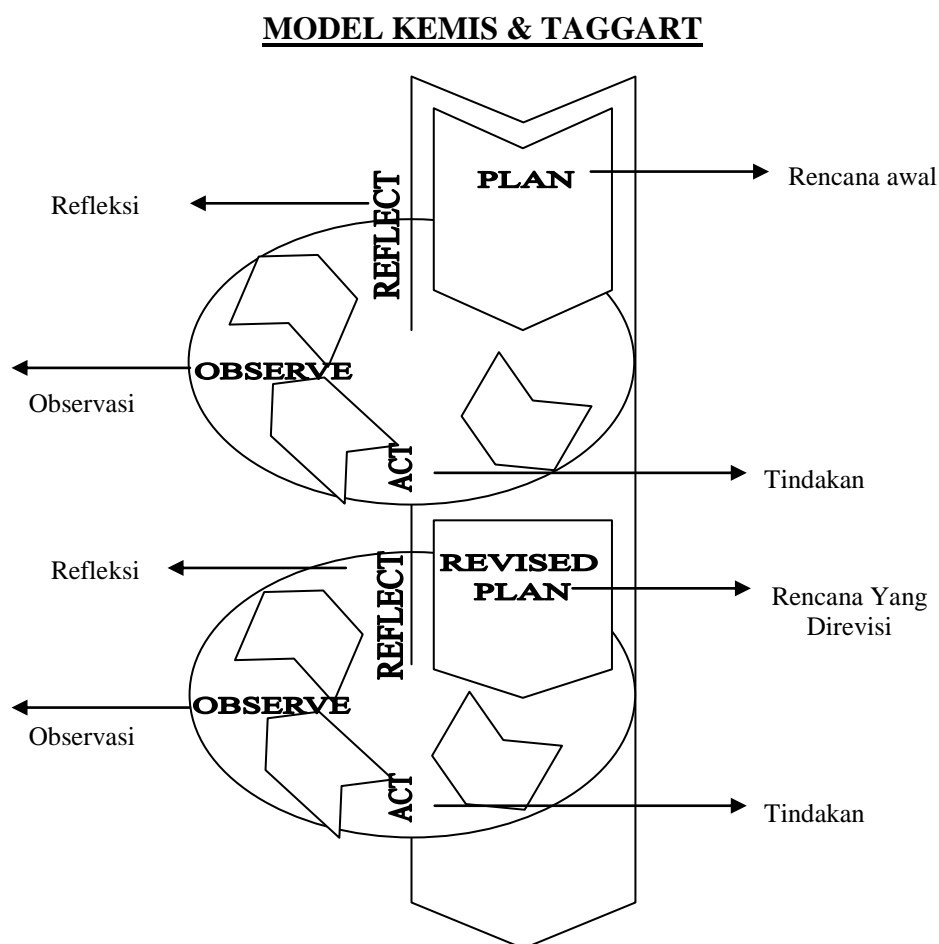 MODEL KEMIS & TAGGART
PLAN
Rencana awal
REFLECT
Refleksi
OBSERVE
Observasi
ACT
Tindakan
REFLECT
Refleksi
REVISED
PLAN
Rencana Yang
Direvisi
OBSERVE
Observasi
ACT
Tindakan